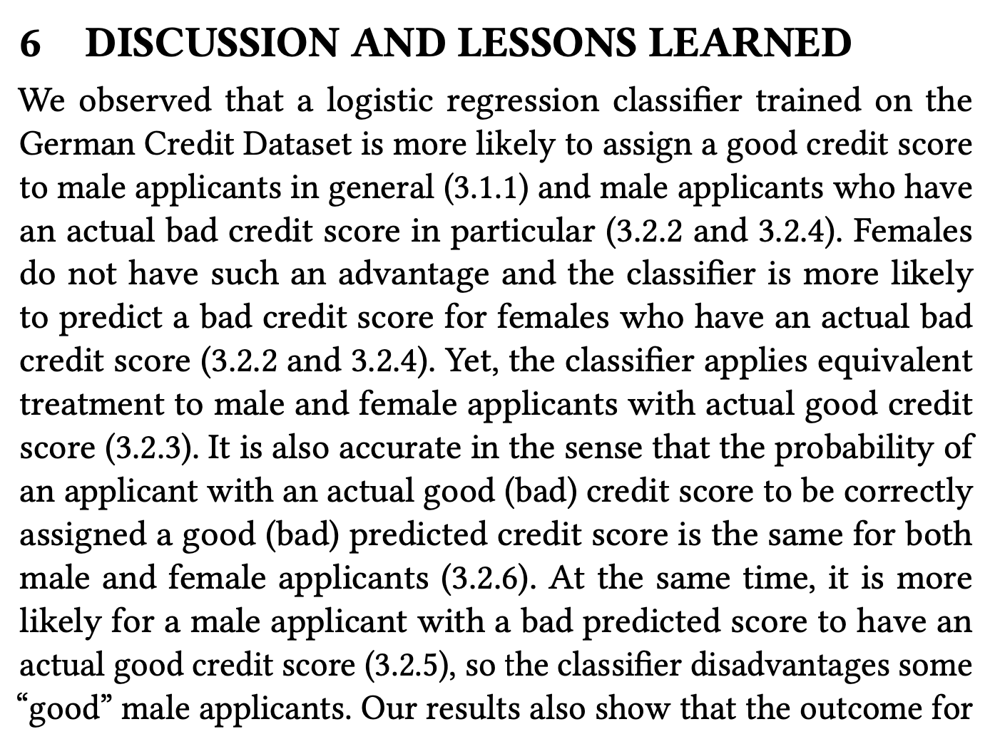 6 DISCUSSION AND LESSONS LEARNED
We observed that a logistic regression classifier trained on the
German Credit Dataset is more likely to assign a good credit score
to male applicants in general (3.1.1) and male applicants who have
an actual bad credit score in particular (3.2.2 and 3.2.4). Females
do not have such an advantage and the classifier is more likely
to predict a bad credit score for females who have an actual bad
credit score (3.2.2 and 3.2.4). Yet, the classifier applies equivalent
treatment to male and female applicants with actual good credit
score (3.2.3). It is also accurate in the sense that the probability of
an applicant with an actual good (bad) credit score to be correctly
assigned a good (bad) predicted credit score is the same for both
male and female applicants (3.2.6). At the same time, it is more
likely for a male applicant with a bad predicted score to have an
actual good credit score (3.2.5), so the classifier disadvantages some
“good” male applicants. Our results also show that the outcome for